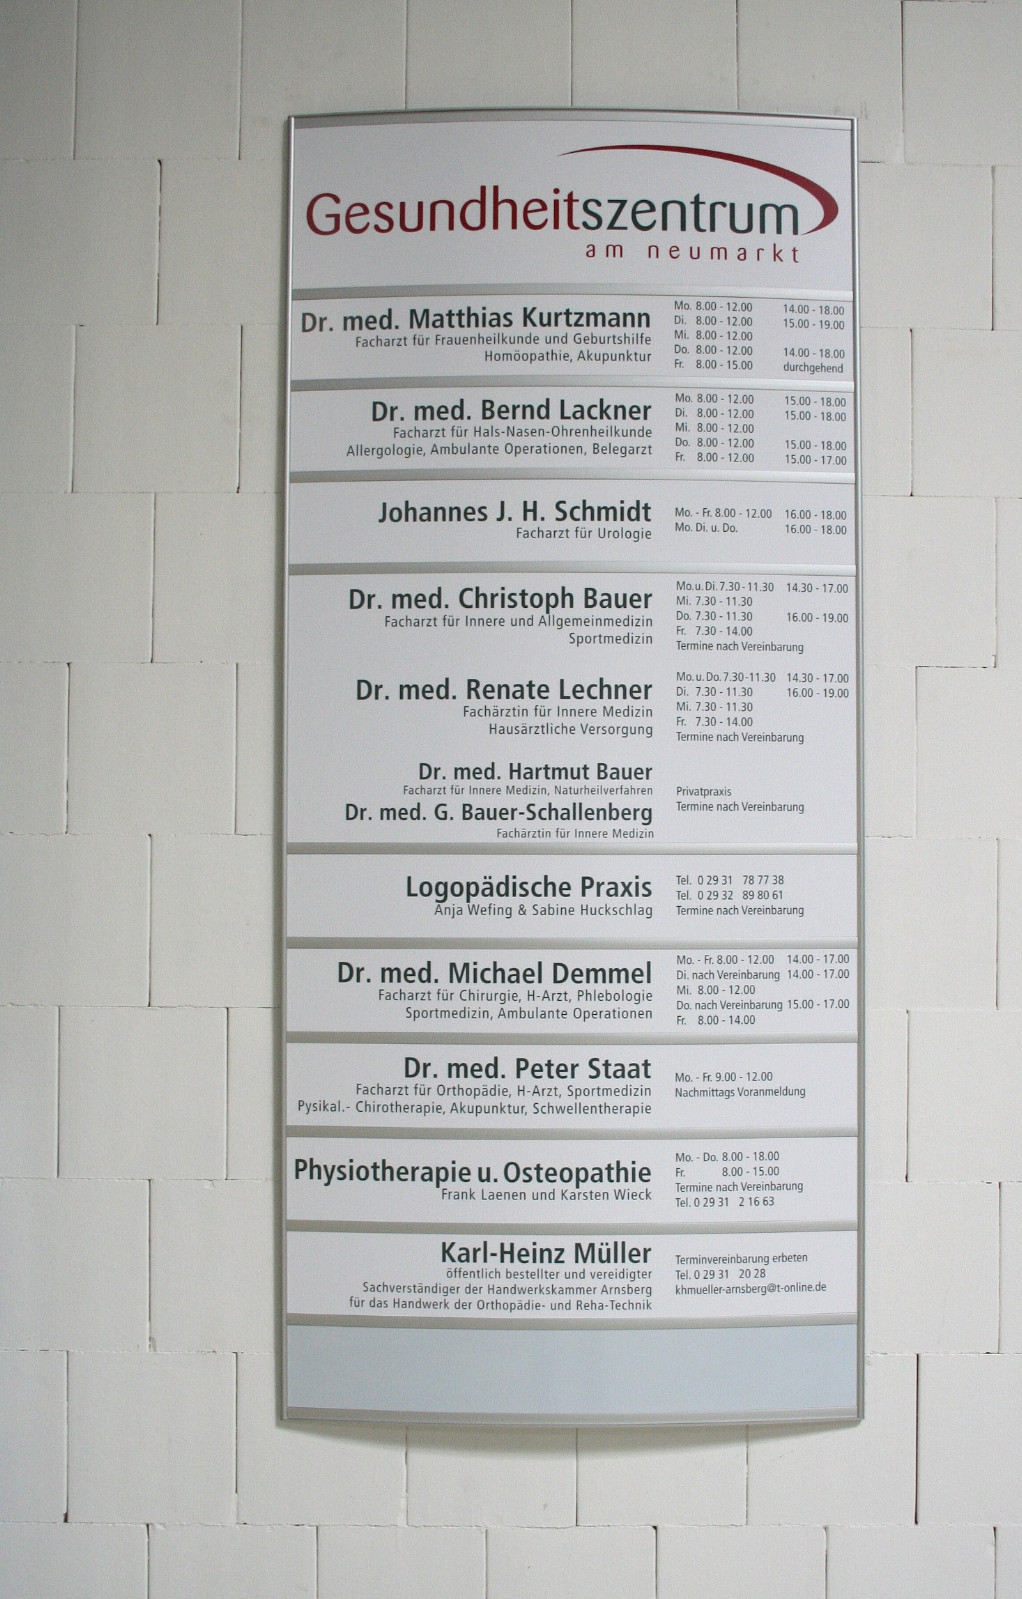 Gesundheitszentrum
am neumarkt
Dr. med. Matthias Kurtzmann
Facharzt für Frauenheilkunde und Geburtshilfe
Homöopathie, Akupunktur
Mo. 8.00 - 12.00 14.00 - 18.00
Di. 8.00 - 12.00 15.00 - 19.00
Mi. 8.00 - 12.00
Do. 8.00 - 12.00 14.00 - 18.00
Fr. 8.00 - 15.00 durchgehend
Dr. med. Bernd Lackner
Facharzt für Hals-Nasen-Ohrenheilkunde
Allergologie, Ambulante Operationen, Belegarzt
Mo. 8.00 - 12.00 15.00 - 18.00
Di. 8.00 - 12.00 15.00 - 18.00
Mi. 8.00 - 12.00
Do. 8.00 - 12.00 15.00 - 18.00
Fr. 8.00 - 12.00 15.00 - 17.00
Johannes J. H. Schmidt
Facharzt für Urologie
Mo. - Fr. 8.00 - 12.00 16.00 - 18.00
Mo. Di. u. Do. 16.00 - 18.00
Dr. med. Christoph Bauer
Facharzt für Innere und Allgemeinmedizin
Sportmedizin
Mo. u. Di. 7.30 - 11.30 14.30 - 17.00
Mi. 7.30 - 11.30
Do. 7.30 - 11.30 16.00 - 19.00
Fr. 7.30 - 14.00
Termine nach Vereinbarung
Dr. med. Renate Lechner
Fachärztin für Innere Medizin
Hausärztliche Versorgung
Mo. u. Do. 7.30 - 11.30 14.30 - 17.00
Di. 7.30 - 11.30 16.00 - 19.00
Mi. 7.30 - 11.30
Fr. 7.30 - 14.00
Termine nach Vereinbarung
Dr. med. Hartmut Bauer
Facharzt für Innere Medizin, Naturheilverfahren
Dr. med. G. Bauer-Schallenberg
Fachärztin für Innere Medizin
Privatpraxis
Termine nach Vereinbarung
Logopädische Praxis
Anja Wefing & Sabine Huckschlag
Tel. 0 29 31 78 77 38
Tel. 0 29 32 89 80 61
Termine nach Vereinbarung
Dr. med. Michael Demmel
Facharzt für Chirurgie, H-Arzt, Phlebologie
Sportmedizin, Ambulante Operationen
Mo. - Fr. 8.00 - 12.00 14.00 - 17.00
Di. nach Vereinbarung 14.00 - 17.00
Mi. 8.00 - 12.00
Do. nach Vereinbarung 15.00 - 17.00
Fr. 8.00 - 14.00
Dr. med. Peter Staat
Facharzt für Orthopädie, H-Arzt, Sportmedizin
Pysikal.- Chirotherapie, Akupunktur, Schwellentherapie
Mo. - Fr. 9.00 - 12.00
Nachmittags Voranmeldung
Physiotherapie u. Osteopathie
Frank Laenen und Karsten Wieck
Mo. - Do. 8.00 - 18.00
Fr. 8.00 - 15.00
Termine nach Vereinbarung
Tel. 0 29 31 2 16 63
Karl-Heinz Müller
öffentlich bestellter und vereidigter
Sachverständiger der Handwerkskammer Arnsberg
für das Handwerk der Orthopädie- und Reha-Technik
Terminvereinbarung erbeten
Tel. 0 29 31 20 28
khmueller-arnsberg@t-online.de